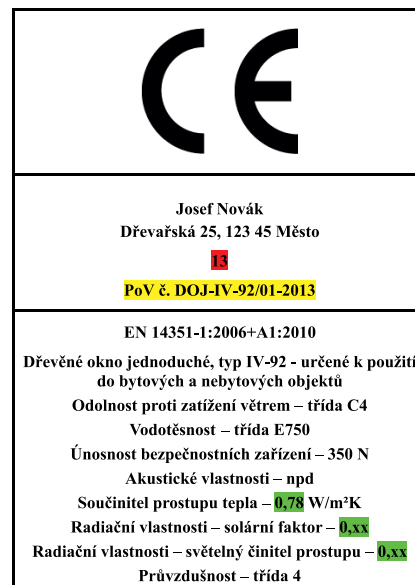 CE
Josef Novák
Dřevařská 25, 123 45 Město
13
PoV č. DOJ-IV-92/01-2013
EN 14351-1:2006+A1:2010
Dřevěné okno jednoduché, typ IV-92 - určené k použití
do bytových a nebytových objektů
Odolnost proti zatížení větrem – třída C4
Vodotěsnost – třída E750
Únosnost bezpečnostních zařízení – 350 N
Akustické vlastnosti – npd
Součinitel prostupu tepla – 0,78 W/m²K
Radiační vlastnosti – solární faktor – 0,xx
Radiační vlastnosti – světelný činitel prostupu – 0,xx
Průvzdušnost – třída 4